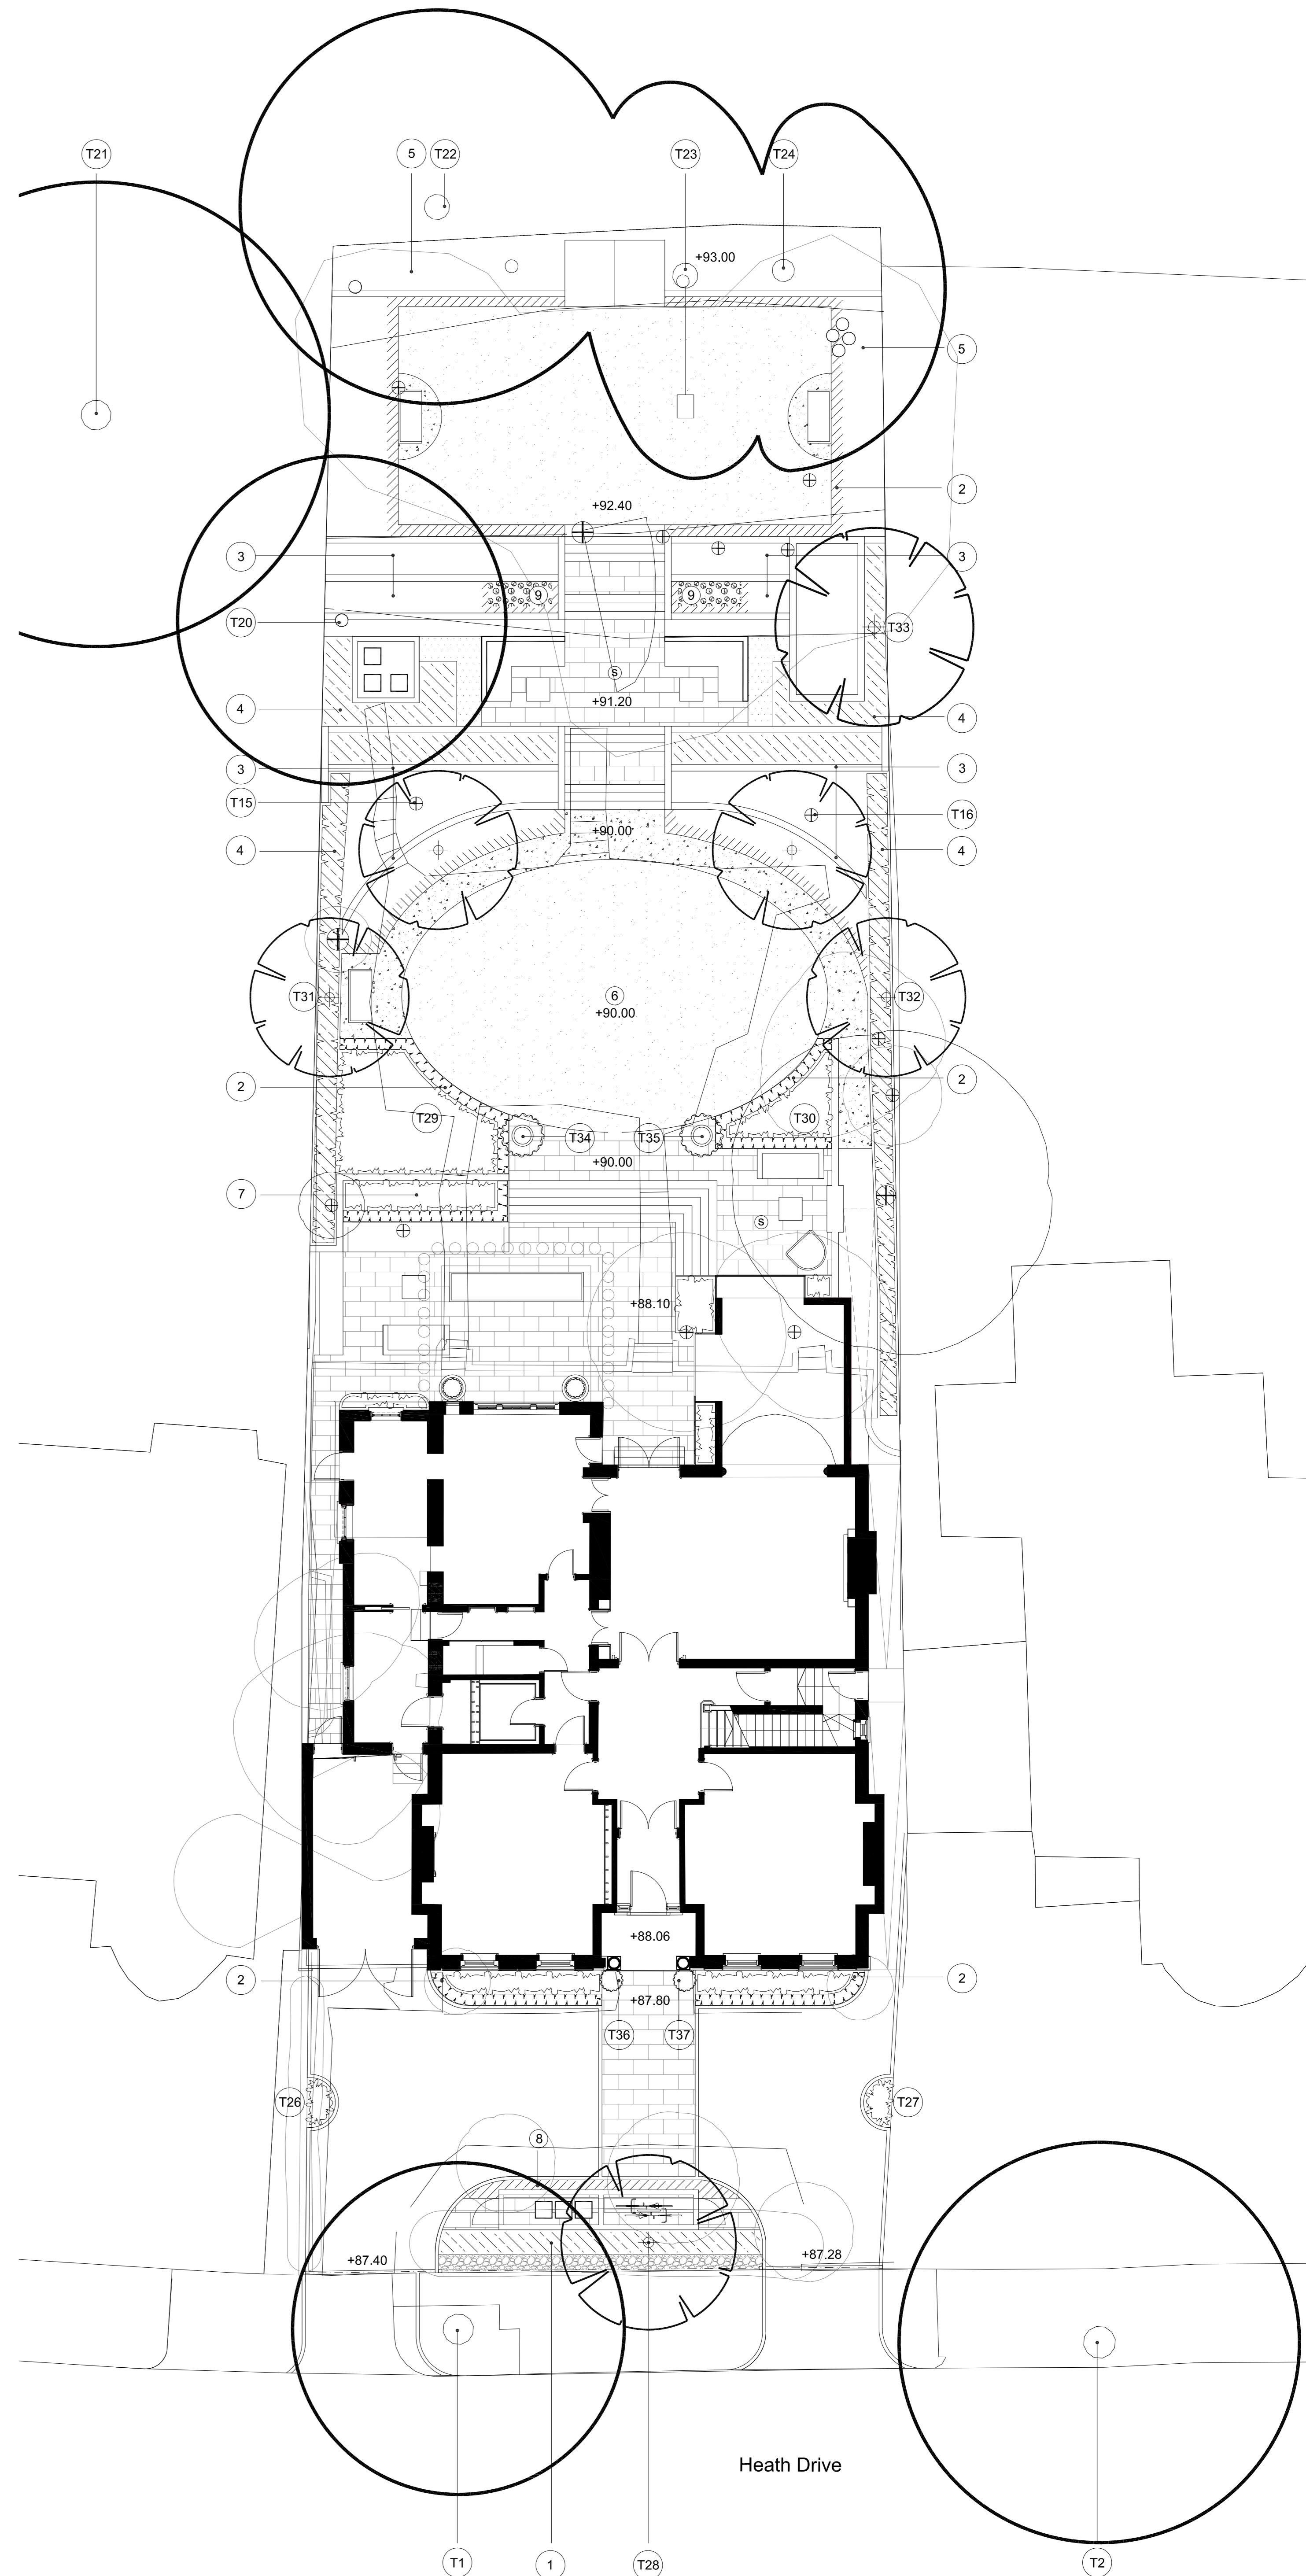 T21
5
T22
T23
T24
+93.00
5
2
+92.40
3
3
9
9
T20
T33
S
4
+91.20
4
3
3
T15
T16
+90.00
4
4
T31
6
T32
+90.00
2
2
T29
T30
T34
T35
+90.00
7
S
+88.10
+88.06
2
2
+87.80
T36
T37
T26
T27
8
+87.40
+87.28
Heath Drive
T1
1
T28
T2